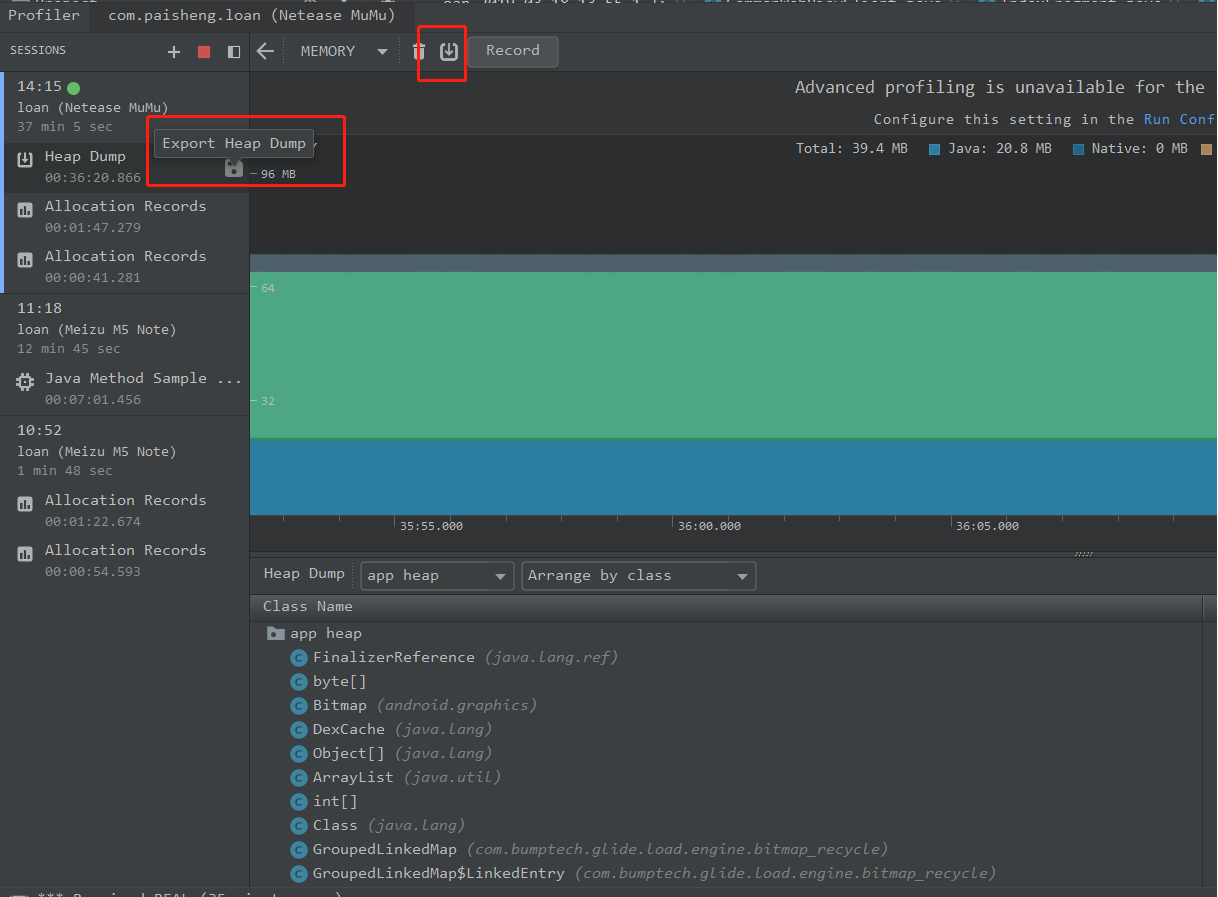 Profiler com.paisheng.loan (Netease MuMu)
SESSIONS MEMORY Record
14:15
loan (Netease MuMu)
37 min 5 sec
Heap Dump
00:36:20.866
Allocation Records
00:01:47.279
Allocation Records
00:00:41.281
11:18
loan (Meizu M5 Note)
12 min 45 sec
Java Method Sample ...
00:07:01.456
10:52
loan (Meizu M5 Note)
1 min 48 sec
Allocation Records
00:01:22.674
Allocation Records
00:00:54.593
Export Heap Dump
Advanced profiling is unavailable for the
Configure this setting in the Run Conf
Total: 39.4 MB Java: 20.8 MB Native: 0 MB
96 MB
64
32
35:55.000 36:00.000 36:05.000
Heap Dump app heap Arrange by class
Class Name
app heap
FinalizerReference (java.lang.ref)
byte[]
Bitmap (android.graphics)
DexCache (java.lang)
Object[] (java.lang)
ArrayList (java.util)
int[]
Class (java.lang)
GroupedLinkedMap (com.bumptech.glide.load.engine.bitmap_recycle)
GroupedLinkedMap$LinkedEntry (com.bumptech.glide.load.engine.bitmap_recycle)